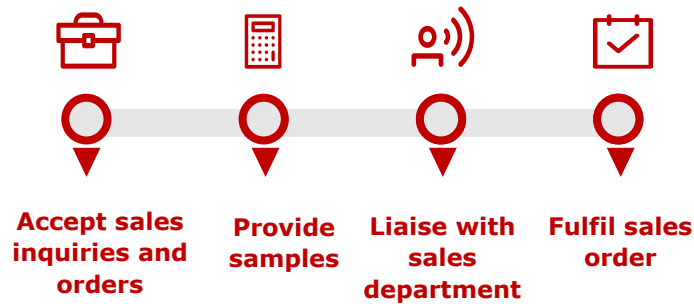 Accept sales
inquiries and
orders
Provide
samples
Liaise with
sales
department
Fulfil sales
order